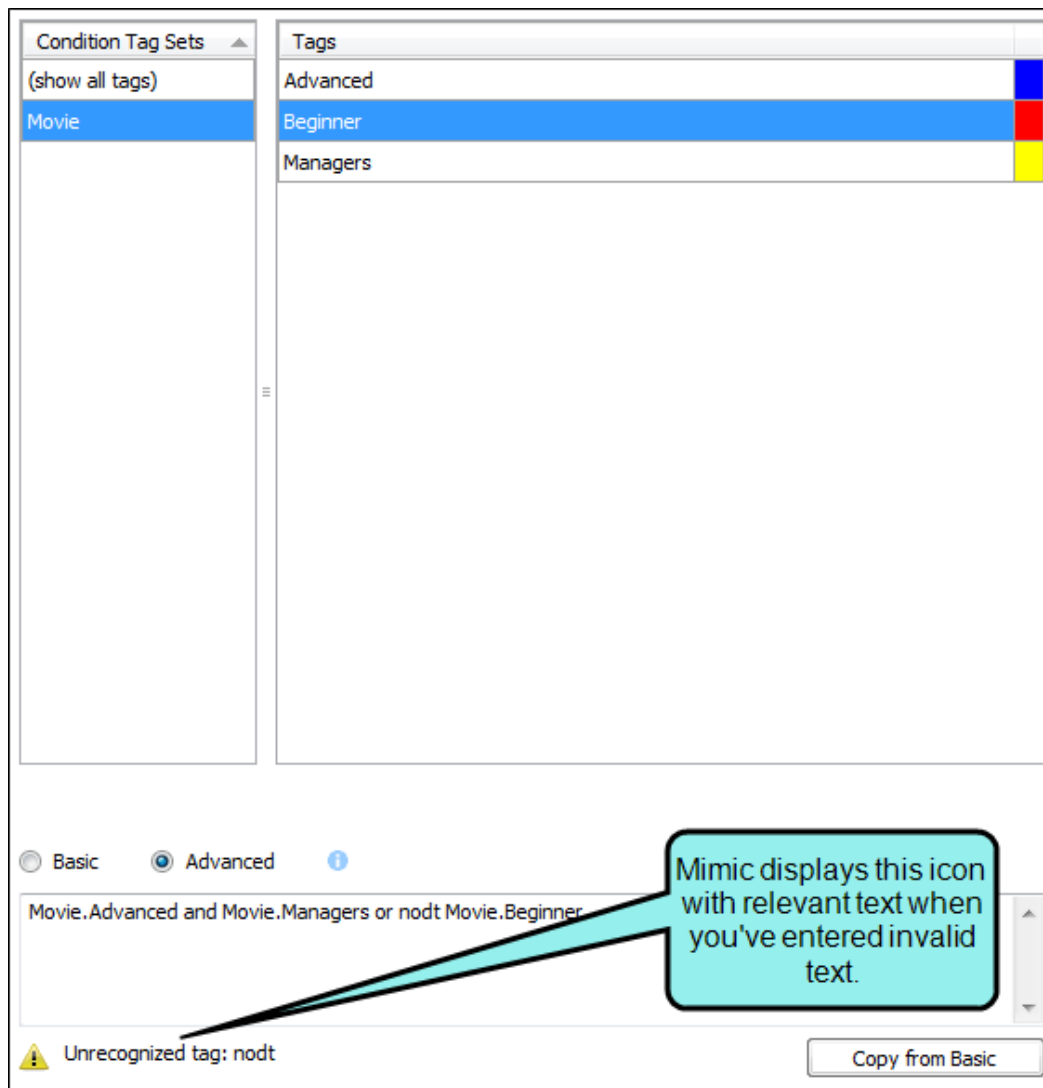 Condition Tag Sets
Tags
(show all tags)
Advanced
Movie
Beginner
Managers
Basic
Advanced
Mimic displays this icon
with relevant text when
you've entered invalid
text.
Movie.Advanced and Movie.Managers or nodt Movie.Beginner
Unrecognized tag: nodt
Copy from Basic